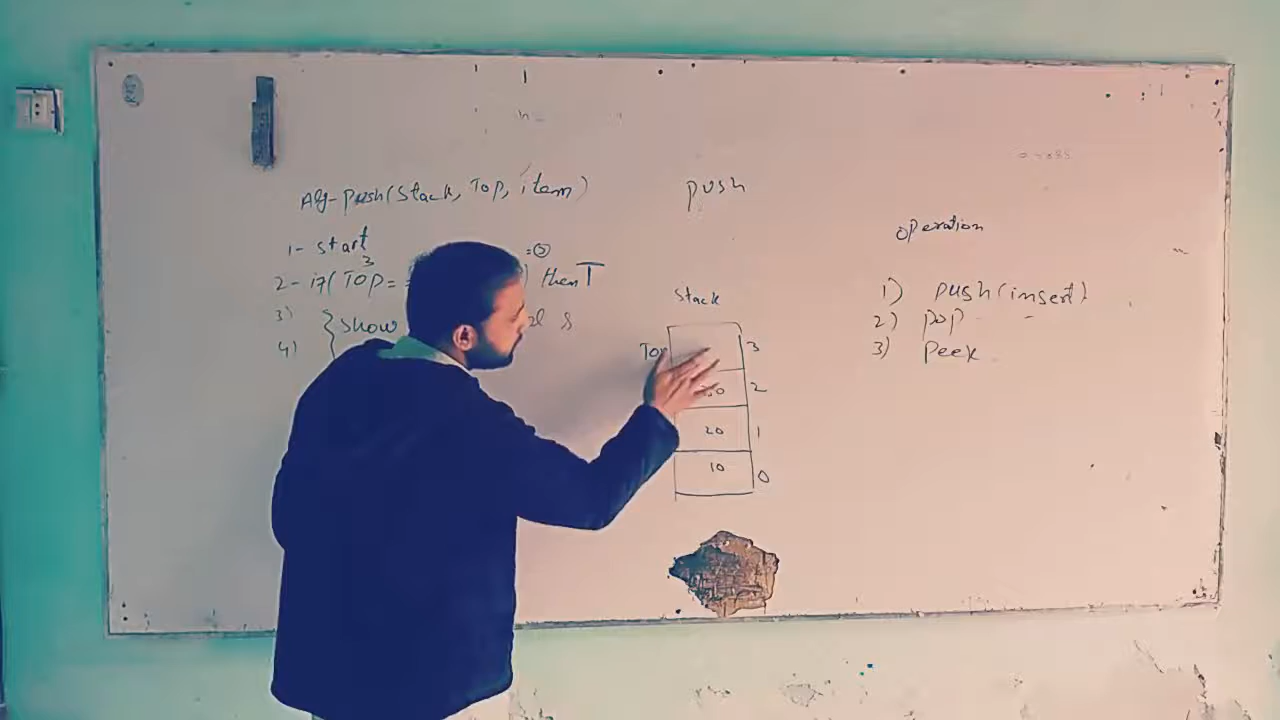 Alg-push(Stack, Top, item)
1- start
3
2- if(TOP= = ) then T
3) {show
4)
push
Stack
Top 3
2
20 1
10 0
operation
1) push(insert)
2) pop
3) peek